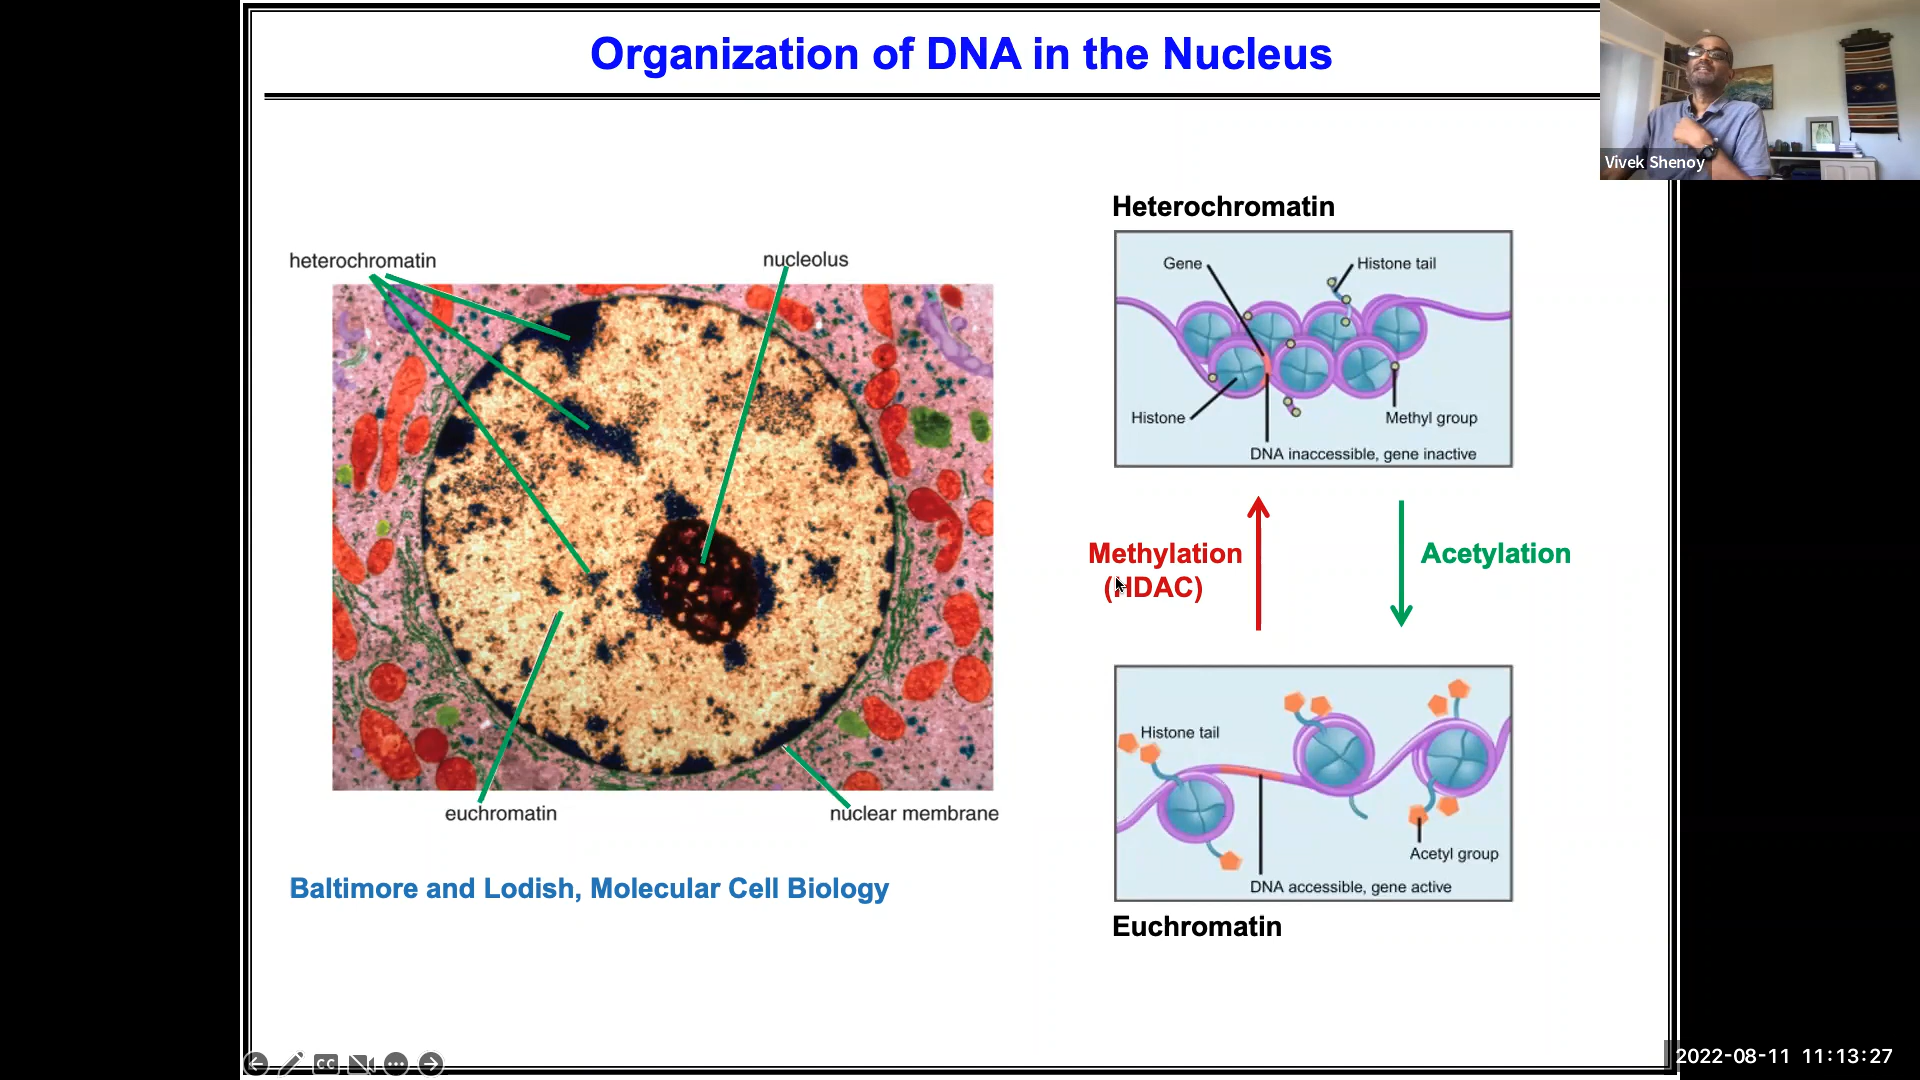 Organization of DNA in the Nucleus
Vivek Shenoy
heterochromatin
nucleolus
euchromatin
nuclear membrane
Baltimore and Lodish, Molecular Cell Biology
Heterochromatin
Gene
Histone tail
Histone
Methyl group
DNA inaccessible, gene inactive
Methylation
(HDAC)
Acetylation
Histone tail
Acetyl group
DNA accessible, gene active
Euchromatin
CC
2022-08-11 11:13:27